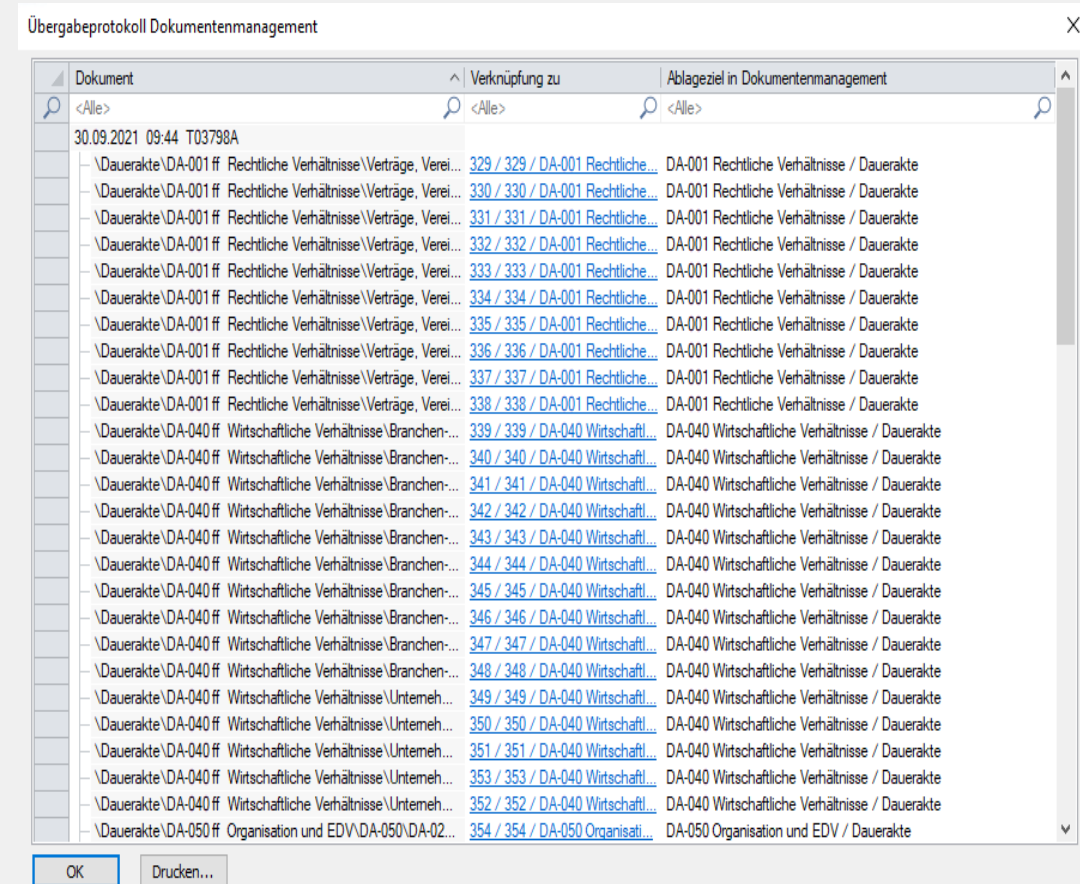 Übergabeprotokoll Dokumentenmanagement
Dokument Verknüpfung zu Ablageziel in Dokumentenmanagement
<Alle> <Alle> <Alle>
30.09.2021 09:44 T03798A
\Dauerakte\DA-001 ff Rechtliche Verhältnisse\Verträge, Verei... 329 / 329 / DA-001 Rechtliche... DA-001 Rechtliche Verhältnisse / Dauerakte
\Dauerakte\DA-001 ff Rechtliche Verhältnisse\Verträge, Verei... 330 / 330 / DA-001 Rechtliche... DA-001 Rechtliche Verhältnisse / Dauerakte
\Dauerakte\DA-001 ff Rechtliche Verhältnisse\Verträge, Verei... 331 / 331 / DA-001 Rechtliche... DA-001 Rechtliche Verhältnisse / Dauerakte
\Dauerakte\DA-001 ff Rechtliche Verhältnisse\Verträge, Verei... 332 / 332 / DA-001 Rechtliche... DA-001 Rechtliche Verhältnisse / Dauerakte
\Dauerakte\DA-001 ff Rechtliche Verhältnisse\Verträge, Verei... 333 / 333 / DA-001 Rechtliche... DA-001 Rechtliche Verhältnisse / Dauerakte
\Dauerakte\DA-001 ff Rechtliche Verhältnisse\Verträge, Verei... 334 / 334 / DA-001 Rechtliche... DA-001 Rechtliche Verhältnisse / Dauerakte
\Dauerakte\DA-001 ff Rechtliche Verhältnisse\Verträge, Verei... 335 / 335 / DA-001 Rechtliche... DA-001 Rechtliche Verhältnisse / Dauerakte
\Dauerakte\DA-001 ff Rechtliche Verhältnisse\Verträge, Verei... 336 / 336 / DA-001 Rechtliche... DA-001 Rechtliche Verhältnisse / Dauerakte
\Dauerakte\DA-001 ff Rechtliche Verhältnisse\Verträge, Verei... 337 / 337 / DA-001 Rechtliche... DA-001 Rechtliche Verhältnisse / Dauerakte
\Dauerakte\DA-001 ff Rechtliche Verhältnisse\Verträge, Verei... 338 / 338 / DA-001 Rechtliche... DA-001 Rechtliche Verhältnisse / Dauerakte
\Dauerakte\DA-040 ff Wirtschaftliche Verhältnisse\Branchen-... 339 / 339 / DA-040 Wirtschaftl... DA-040 Wirtschaftliche Verhältnisse / Dauerakte
\Dauerakte\DA-040 ff Wirtschaftliche Verhältnisse\Branchen-... 340 / 340 / DA-040 Wirtschaftl... DA-040 Wirtschaftliche Verhältnisse / Dauerakte
\Dauerakte\DA-040 ff Wirtschaftliche Verhältnisse\Branchen-... 341 / 341 / DA-040 Wirtschaftl... DA-040 Wirtschaftliche Verhältnisse / Dauerakte
\Dauerakte\DA-040 ff Wirtschaftliche Verhältnisse\Branchen-... 342 / 342 / DA-040 Wirtschaftl... DA-040 Wirtschaftliche Verhältnisse / Dauerakte
\Dauerakte\DA-040 ff Wirtschaftliche Verhältnisse\Branchen-... 343 / 343 / DA-040 Wirtschaftl... DA-040 Wirtschaftliche Verhältnisse / Dauerakte
\Dauerakte\DA-040 ff Wirtschaftliche Verhältnisse\Branchen-... 344 / 344 / DA-040 Wirtschaftl... DA-040 Wirtschaftliche Verhältnisse / Dauerakte
\Dauerakte\DA-040 ff Wirtschaftliche Verhältnisse\Branchen-... 345 / 345 / DA-040 Wirtschaftl... DA-040 Wirtschaftliche Verhältnisse / Dauerakte
\Dauerakte\DA-040 ff Wirtschaftliche Verhältnisse\Branchen-... 346 / 346 / DA-040 Wirtschaftl... DA-040 Wirtschaftliche Verhältnisse / Dauerakte
\Dauerakte\DA-040 ff Wirtschaftliche Verhältnisse\Branchen-... 347 / 347 / DA-040 Wirtschaftl... DA-040 Wirtschaftliche Verhältnisse / Dauerakte
\Dauerakte\DA-040 ff Wirtschaftliche Verhältnisse\Branchen-... 348 / 348 / DA-040 Wirtschaftl... DA-040 Wirtschaftliche Verhältnisse / Dauerakte
\Dauerakte\DA-040 ff Wirtschaftliche Verhältnisse\Unterneh... 349 / 349 / DA-040 Wirtschaftl... DA-040 Wirtschaftliche Verhältnisse / Dauerakte
\Dauerakte\DA-040 ff Wirtschaftliche Verhältnisse\Unterneh... 350 / 350 / DA-040 Wirtschaftl... DA-040 Wirtschaftliche Verhältnisse / Dauerakte
\Dauerakte\DA-040 ff Wirtschaftliche Verhältnisse\Unterneh... 351 / 351 / DA-040 Wirtschaftl... DA-040 Wirtschaftliche Verhältnisse / Dauerakte
\Dauerakte\DA-040 ff Wirtschaftliche Verhältnisse\Unterneh... 353 / 353 / DA-040 Wirtschaftl... DA-040 Wirtschaftliche Verhältnisse / Dauerakte
\Dauerakte\DA-040 ff Wirtschaftliche Verhältnisse\Unterneh... 352 / 352 / DA-040 Wirtschaftl... DA-040 Wirtschaftliche Verhältnisse / Dauerakte
\Dauerakte\DA-050 ff Organisation und EDV\DA-050\DA-02... 354 / 354 / DA-050 Organisati... DA-050 Organisation und EDV / Dauerakte
OK Drucken...